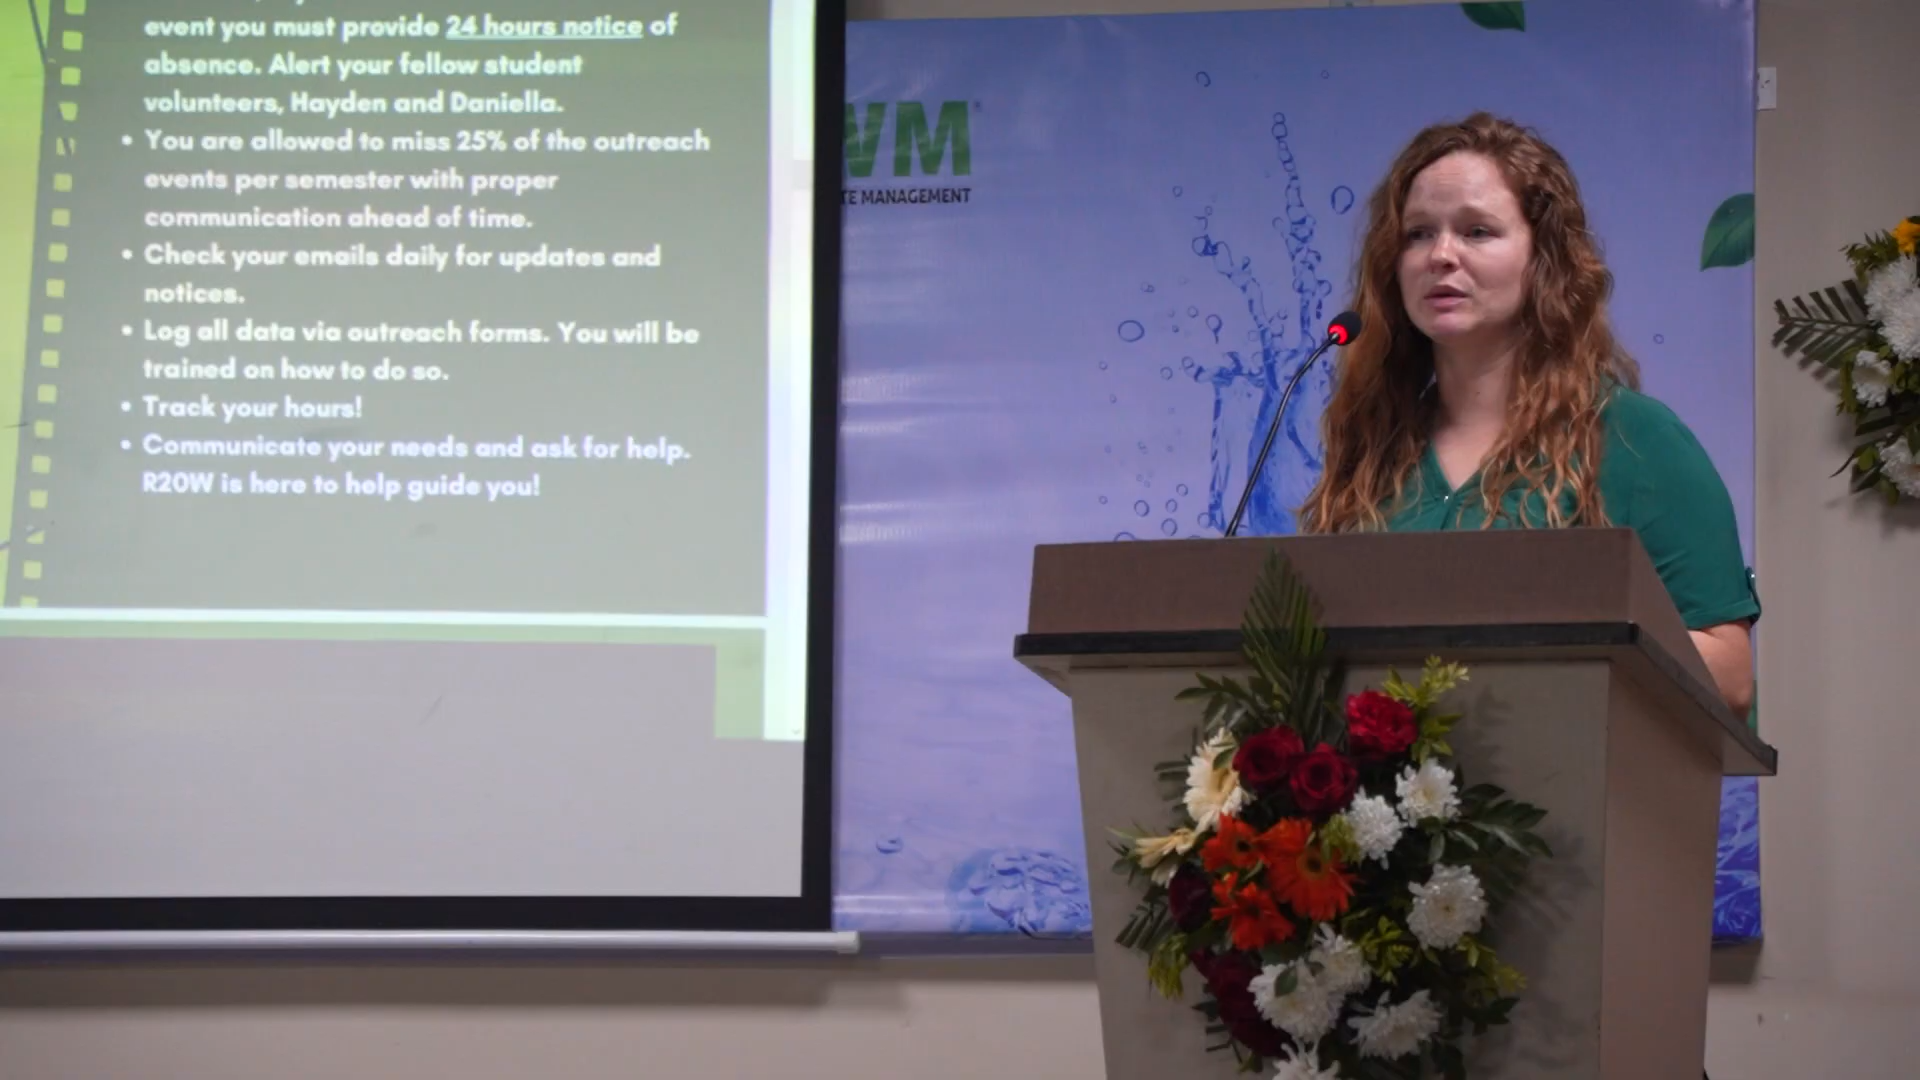 event you must provide 24 hours notice of
absence. Alert your fellow student
volunteers, Hayden and Daniella.
• You are allowed to miss 25% of the outreach
events per semester with proper
communication ahead of time.
• Check your emails daily for updates and
notices.
• Log all data via outreach forms. You will be
trained on how to do so.
• Track your hours!
• Communicate your needs and ask for help.
R20W is here to help guide you!
WM
TE MANAGEMENT